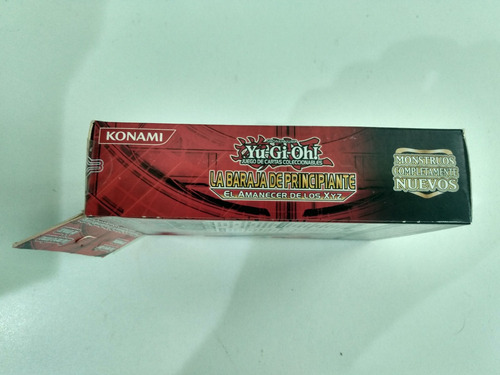 KONAMI
Yu-Gi-Oh!
JUEGO DE CARTAS COLECCIONABLES
LA BARAJA DE PRINCIPIANTE
EL AMANECER DE LOS XYZ
MONSTRUOS
COMPLETAMENTE
NUEVOS